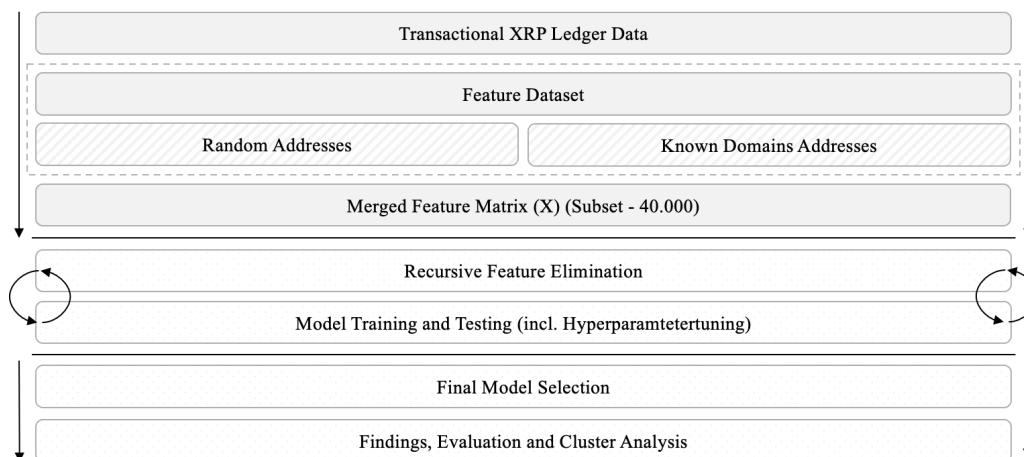 Transactional XRP Ledger Data
Feature Dataset
Random Addresses
Known Domains Addresses
Merged Feature Matrix (X) (Subset - 40.000)
Recursive Feature Elimination
Model Training and Testing (incl. Hyperparamtetertuning)
Final Model Selection
Findings, Evaluation and Cluster Analysis